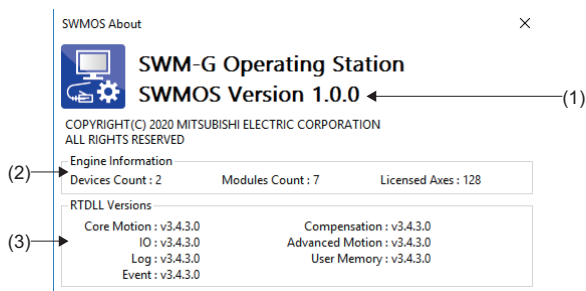 SWMOS About
SWM-G Operating Station
SWMOS Version 1.0.0
(1)
COPYRIGHT(C) 2020 MITSUBISHI ELECTRIC CORPORATION
ALL RIGHTS RESERVED
(2)
Engine Information
Devices Count : 2 Modules Count : 7 Licensed Axes : 128
RTDLL Versions
(3)
Core Motion : v3.4.3.0 Compensation : v3.4.3.0
IO : v3.4.3.0 Advanced Motion : v3.4.3.0
Log : v3.4.3.0 User Memory : v3.4.3.0
Event : v3.4.3.0